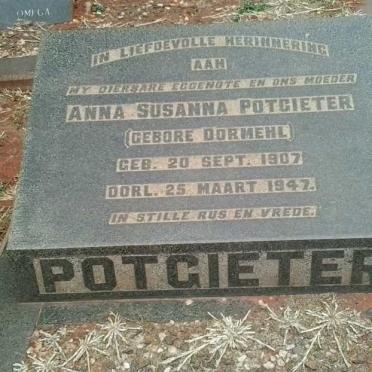 OMEGA
IN LIEFDEVOLLE HERINNERING
AAN
MY DIERBARE EGGENOTE EN ONS MOEDER
ANNA SUSANNA POTGIETER
(GEBORE DORMEHL)
GEB. 20 SEPT. 1907
OORL. 25 MAART 1947.
IN STILLE RUS EN VREDE.
POTGIETER